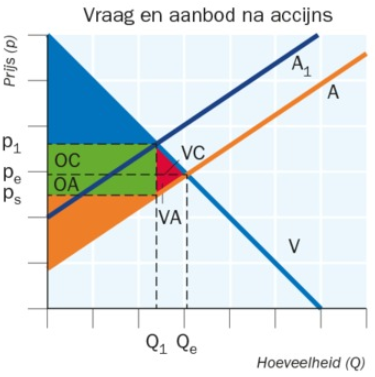 Vraag en aanbod na accijns
Prijs (p)
A₁
A
p₁
OC
VC
pₑ
OA
pₛ
VA
V
Q₁ Qₑ
Hoeveelheid (Q)